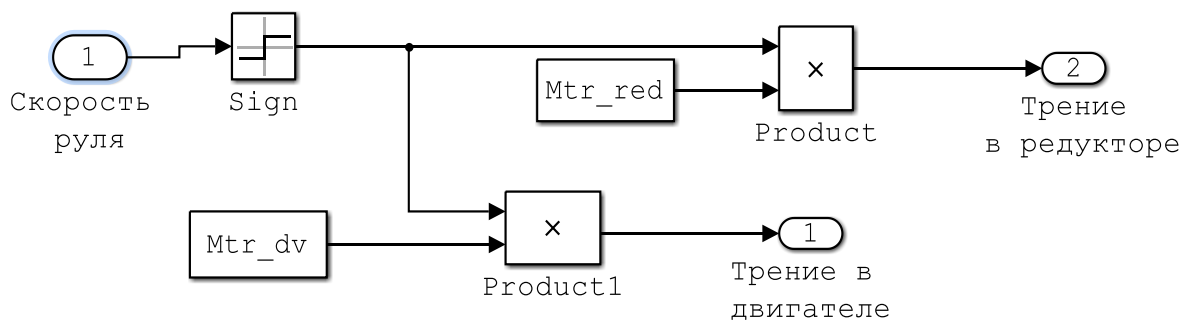 1
Скорость
руля
Sign
Mtr_red
×
Product
2
Трение
в редукторе
Mtr_dv
×
Product1
1
Трение в
двигателе